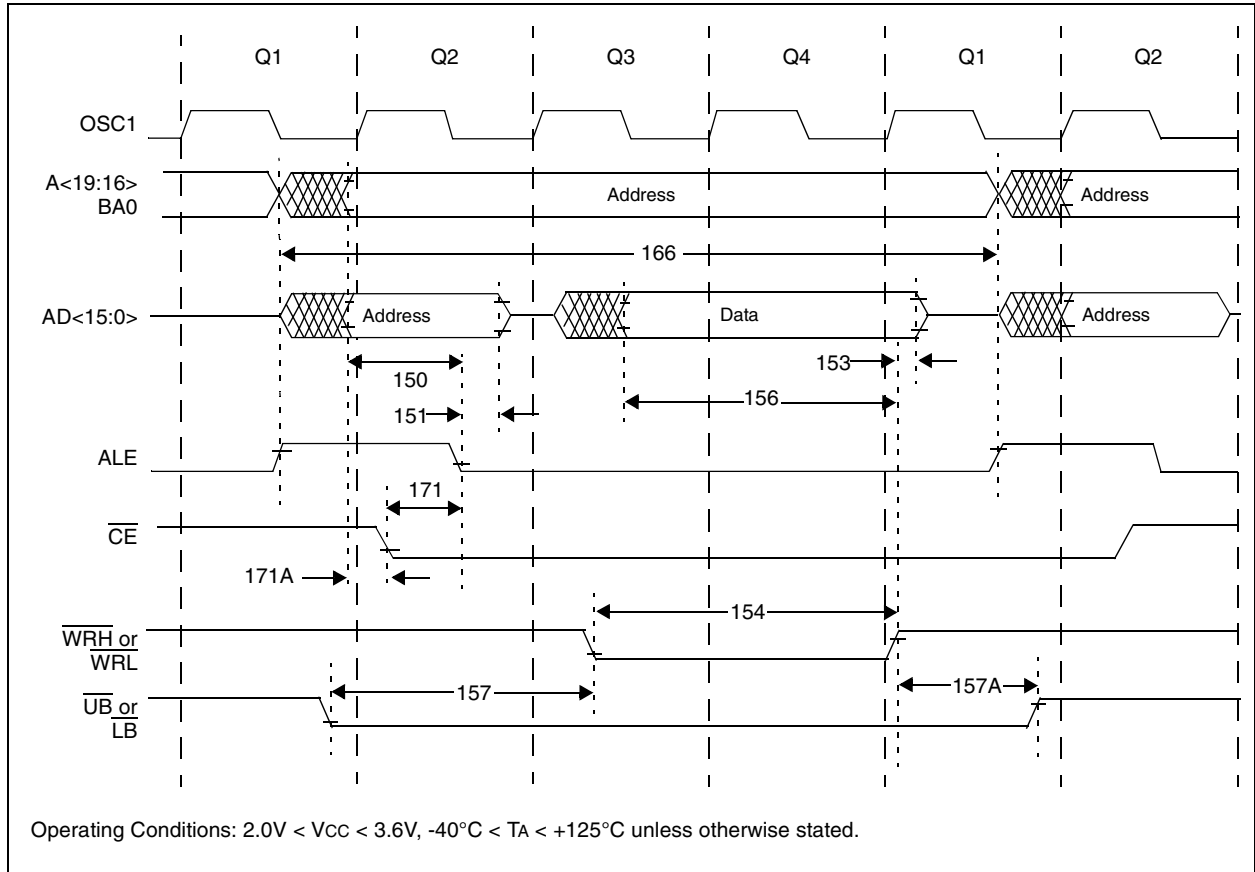 Q1 Q2 Q3 Q4 Q1 Q2
OSC1
A<19:16>
BA0
Address
Address
166
AD<15:0>
Address
Data
Address
153
150
156
151
ALE
171
CE
171A
154
WRH or
WRL
157
157A
UB or
LB
Operating Conditions: 2.0V < VCC < 3.6V, -40°C < TA < +125°C unless otherwise stated.